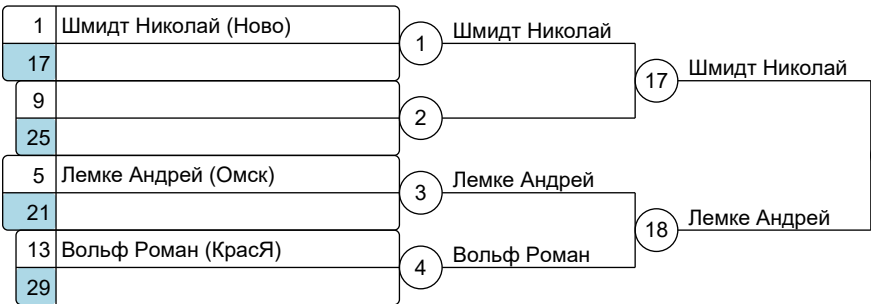 1 Шмидт Николай (Ново)
17
1 Шмидт Николай
9
25
2
17 Шмидт Николай
5 Лемке Андрей (Омск)
21
3 Лемке Андрей
13 Вольф Роман (КрасЯ)
29
4 Вольф Роман
18 Лемке Андрей